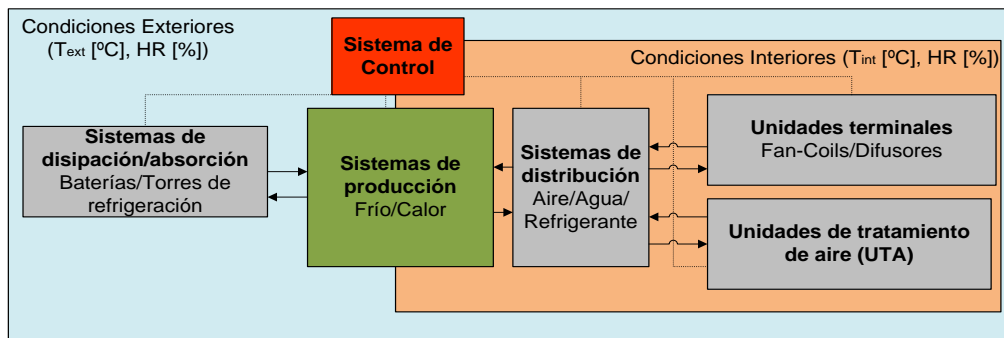 Condiciones Exteriores
(Text [ºC], HR [%])
Sistema de
Control
Condiciones Interiores (Tint [ºC], HR [%])
Sistemas de
disipación/absorción
Baterías/Torres de
refrigeración
Sistemas de
producción
Frío/Calor
Sistemas de
distribución
Aire/Agua/
Refrigerante
Unidades terminales
Fan-Coils/Difusores
Unidades de tratamiento
de aire (UTA)